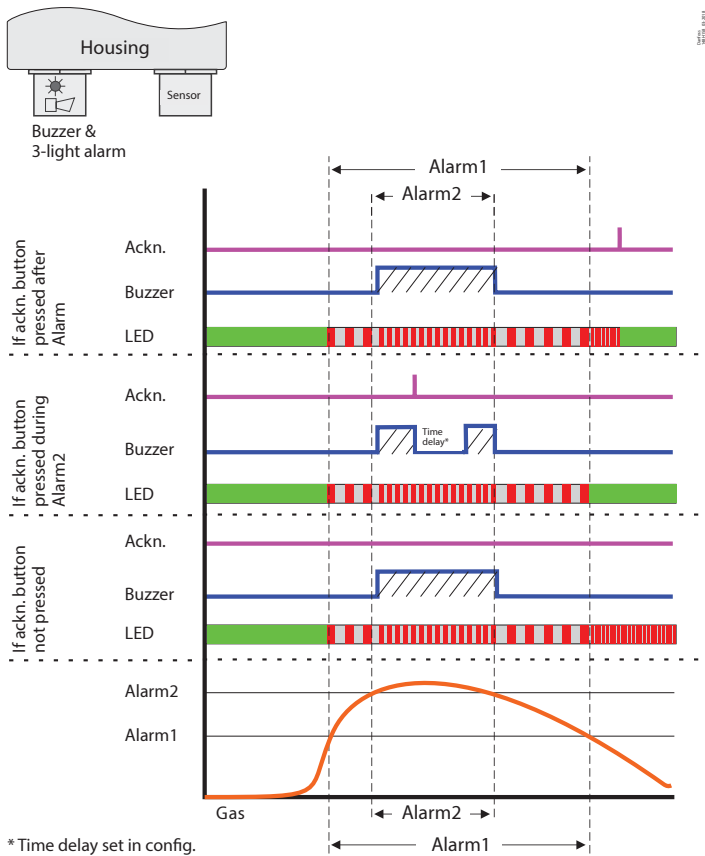 Housing
Sensor
Buzzer &
3-light alarm
Alarm1
Alarm2
If ackn. button
pressed after
Alarm
Ackn.
Buzzer
LED
If ackn. button
pressed during
Alarm2
Ackn.
Time
delay*
Buzzer
LED
If ackn. button
not pressed
Ackn.
Buzzer
LED
Alarm2
Alarm1
Gas
Alarm2
Alarm1
* Time delay set in config.